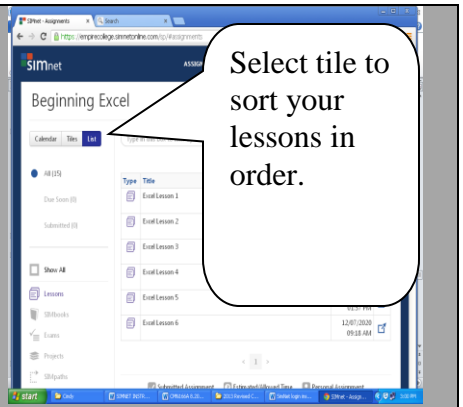 SIMnet - Assignments
Search
https://empirecollege.simnetonline.com/sp/#assignments
SIMnet
Beginning Excel
Calendar Tiles List
All (15)
Due Soon (0)
Submitted (0)
Show All
Lessons
SIMbooks
Exams
Projects
SIMpaths
Type Title
Excel Lesson 1
Excel Lesson 2
Excel Lesson 3
Excel Lesson 4
Excel Lesson 5
Excel Lesson 6
12/07/2020
09:18 AM
1
Submitted Assignment Estimated/Allowed Time Personal Assignment
Select tile to
sort your
lessons in
order.
start